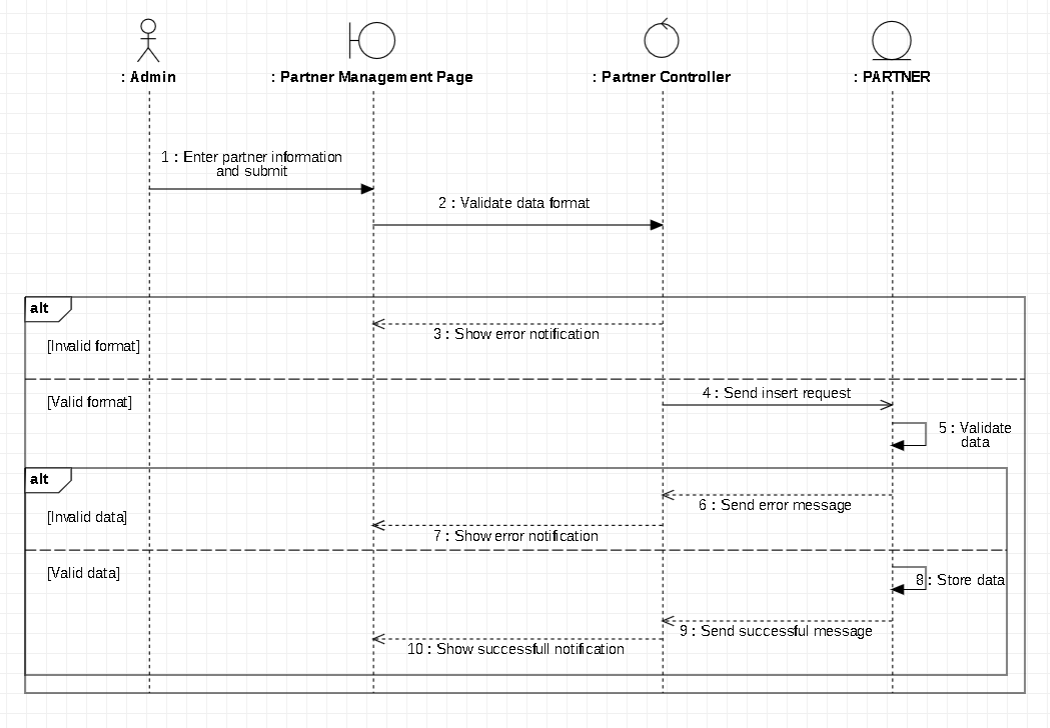 : Admin
: Partner Management Page
: Partner Controller
: PARTNER
1 : Enter partner information
and submit
2 : Validate data format
alt
3 : Show error notification
[Invalid format]
4 : Send insert request
[Valid format]
5 : Validate
data
alt
6 : Send error message
[Invalid data]
7 : Show error notification
[Valid data]
8 : Store data
9 : Send successful message
10 : Show successfull notification